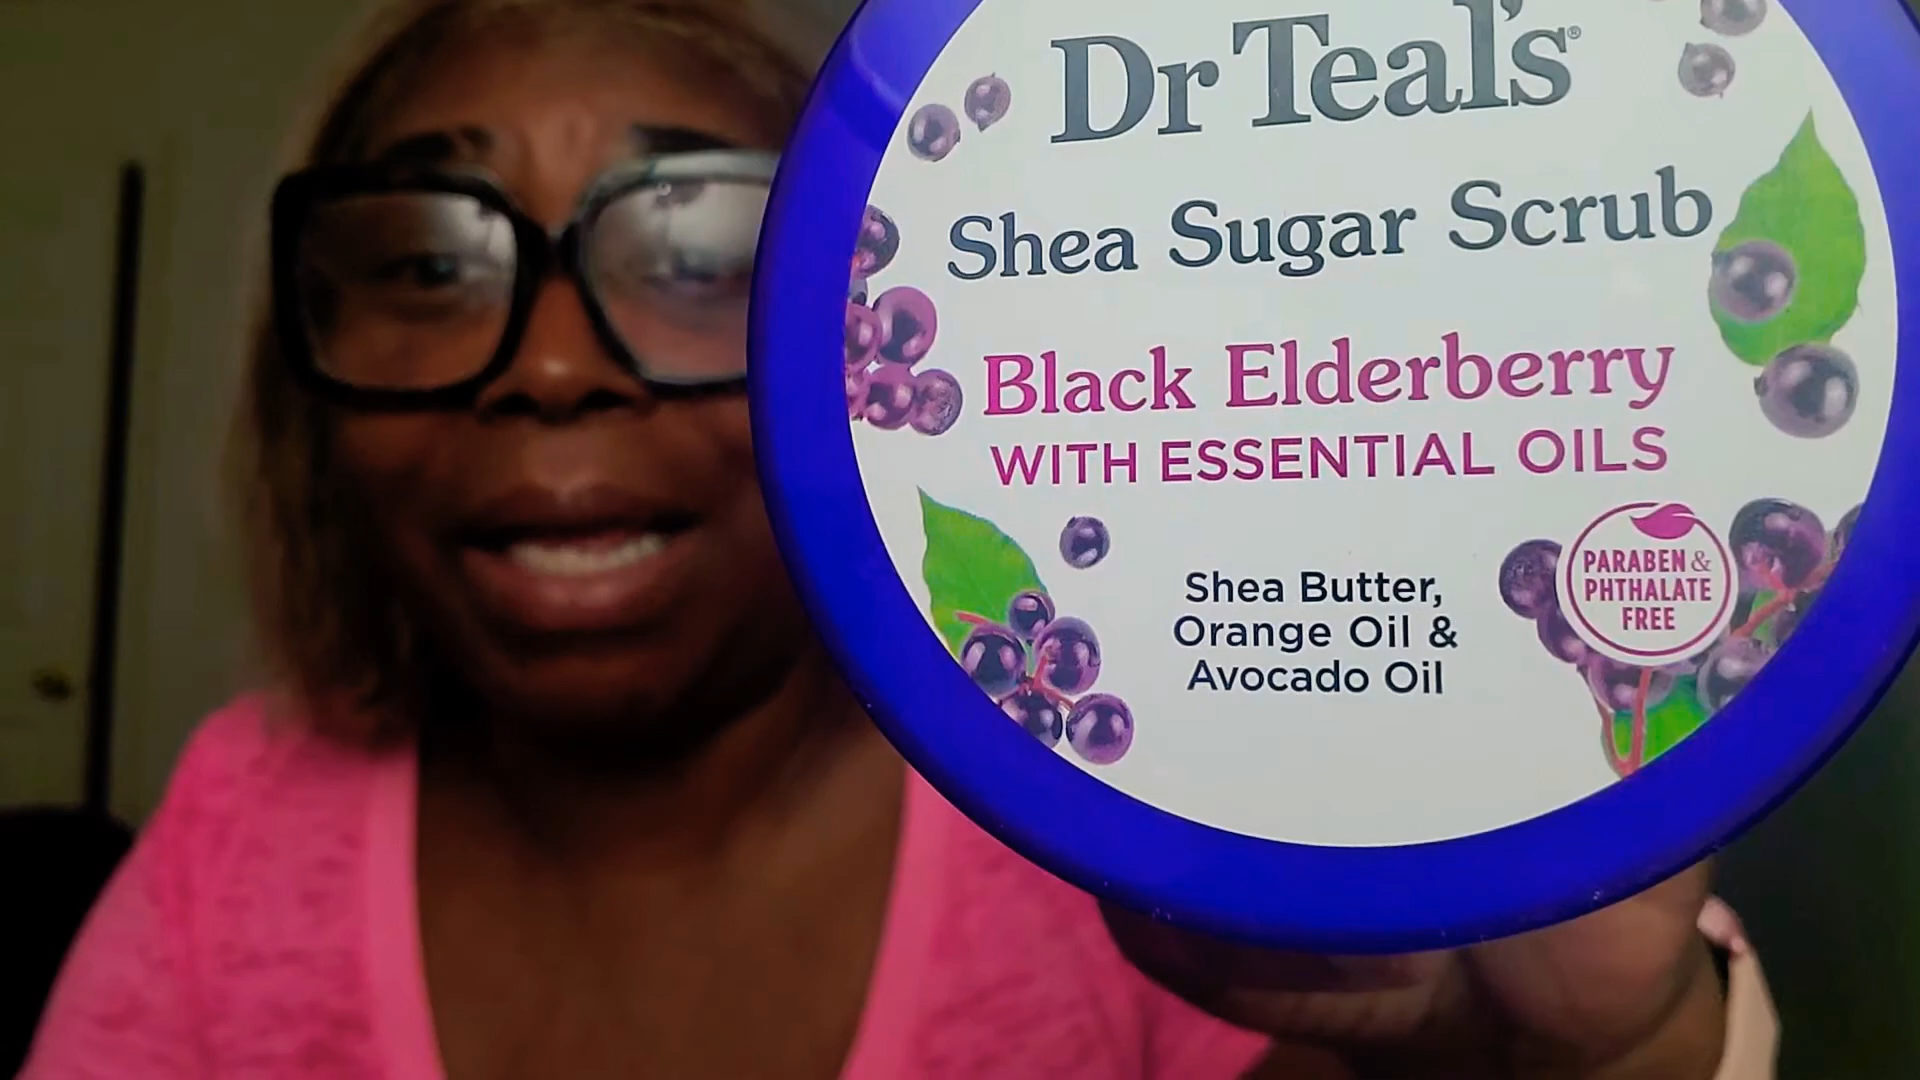 Dr Teal's®
Shea Sugar Scrub
Black Elderberry
WITH ESSENTIAL OILS
Shea Butter,
Orange Oil &
Avocado Oil
PARABEN &
PHTHALATE
FREE